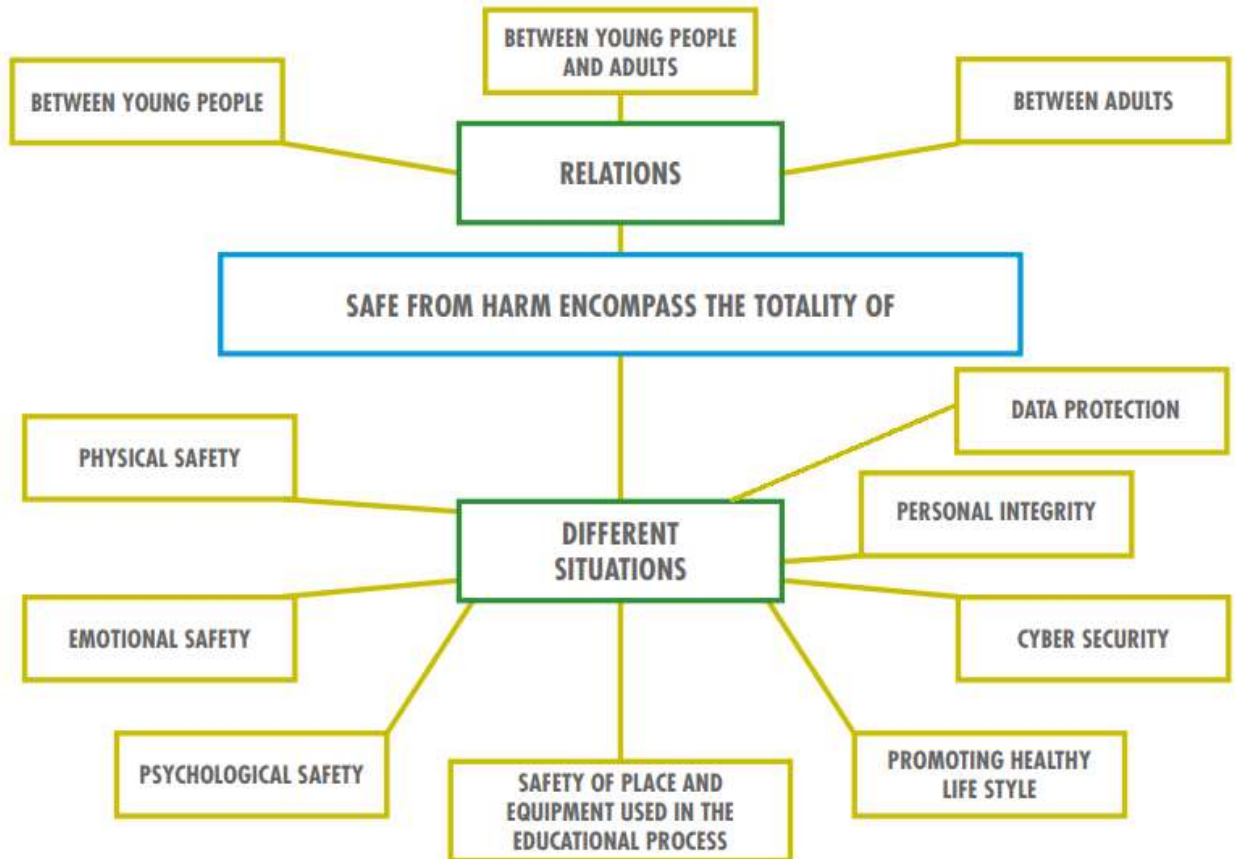 BETWEEN YOUNG PEOPLE
AND ADULTS
BETWEEN YOUNG PEOPLE
BETWEEN ADULTS
RELATIONS
SAFE FROM HARM ENCOMPASS THE TOTALITY OF
DATA PROTECTION
PHYSICAL SAFETY
PERSONAL INTEGRITY
DIFFERENT
SITUATIONS
EMOTIONAL SAFETY
CYBER SECURITY
PSYCHOLOGICAL SAFETY
SAFETY OF PLACE AND
EQUIPMENT USED IN THE
EDUCATIONAL PROCESS
PROMOTING HEALTHY
LIFE STYLE